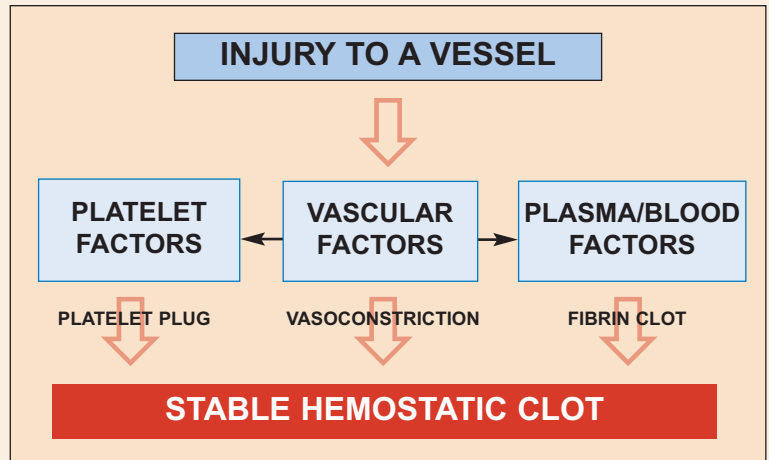 INJURY TO A VESSEL
PLATELET
FACTORS
VASCULAR
FACTORS
PLASMA/BLOOD
FACTORS
PLATELET PLUG
VASOCONSTRICTION
FIBRIN CLOT
STABLE HEMOSTATIC CLOT